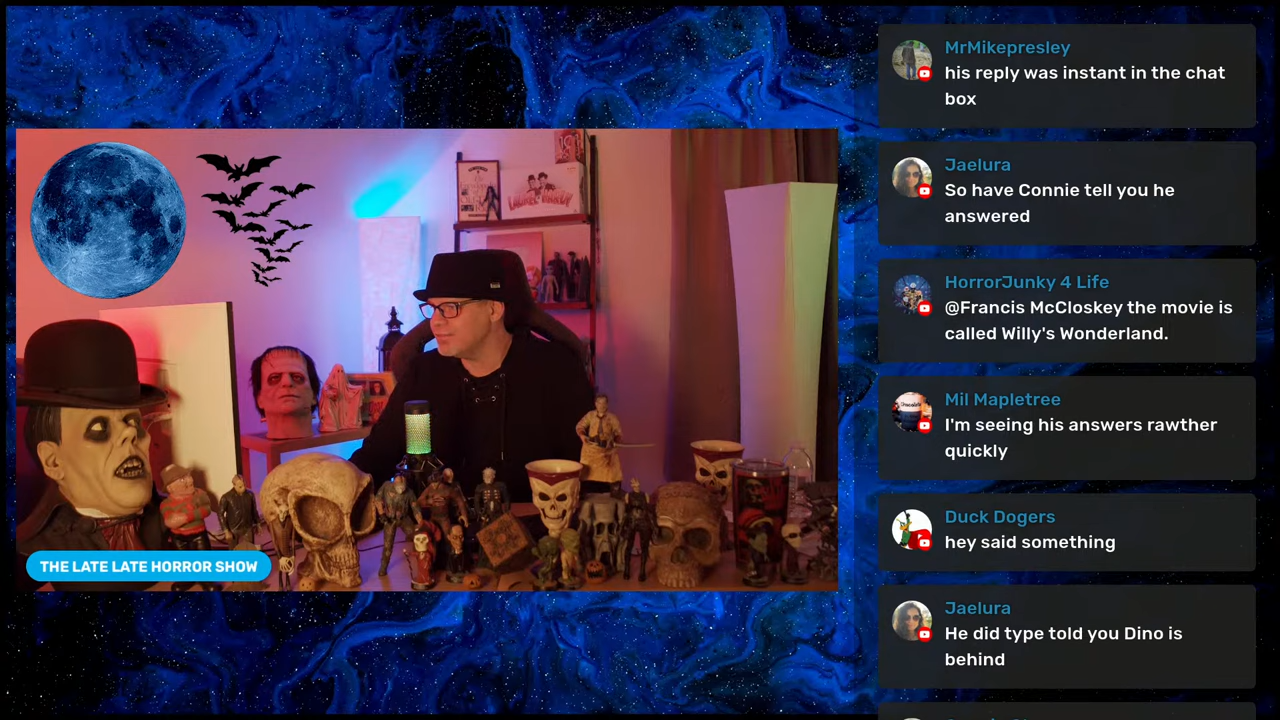 LAUREL HARDY
THE LATE LATE HORROR SHOW
MrMikepresley
his reply was instant in the chat
box
Jaelura
So have Connie tell you he
answered
HorrorJunky 4 Life
@Francis McCloskey the movie is
called Willy's Wonderland.
Mil Mapletree
I'm seeing his answers rawther
quickly
Duck Dogers
hey said something
Jaelura
He did type told you Dino is
behind